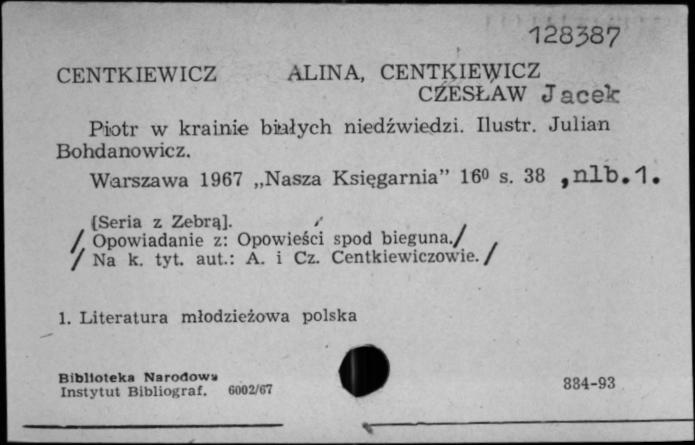 128387
CENTKIEWICZ ALINA, CENTKIEWICZ
CZESŁAW Jacek
Piotr w krainie białych niedźwiedzi. Ilustr. Julian
Bohdanowicz.
Warszawa 1967 „Nasza Księgarnia” 16⁰ s. 38 ,nlb.1.
[Seria z Zebrą].
/ Opowiadanie z: Opowieści spod bieguna./
/ Na k. tyt. aut.: A. i Cz. Centkiewiczowie./
1. Literatura młodzieżowa polska
Biblioteka Narodowa
Instytut Bibliograf. 6002/67
884-93